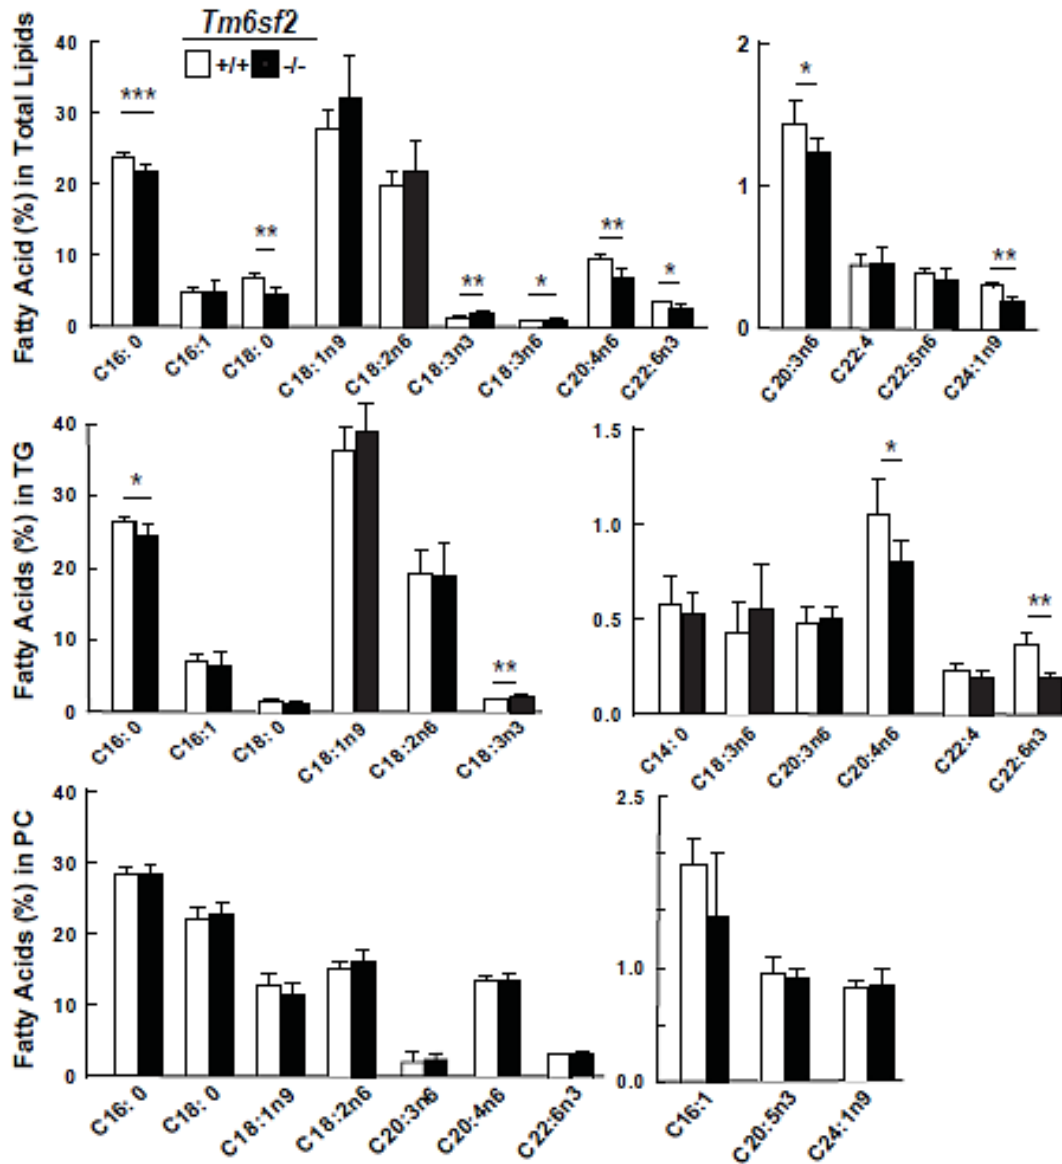 Tm6sf2
+/+ -/-
Fatty Acid (%) in Total Lipids
40
30
20
10
0
***
**
**
*
**
*
C16: 0
C16:1
C18: 0
C18:1n9
C18:2n6
C18:3n3
C18:3n6
C20:4n6
C22:6n3
2
1
0
*
**
C20:3n6
C22:4
C22:5n6
C24:1n9
Fatty Acids (%) in TG
40
30
20
10
0
*
**
C16: 0
C16:1
C18: 0
C18:1n9
C18:2n6
C18:3n3
1.5
1.0
0.5
0.0
*
**
C14: 0
C18:3n6
C20:3n6
C20:4n6
C22:4
C22:6n3
Fatty Acids (%) in PC
40
30
20
10
0
C16: 0
C18: 0
C18:1n9
C18:2n6
C20:3n6
C20:4n6
C22:6n3
2.5
1.0
0.0
C16:1
C20:5n3
C24:1n9